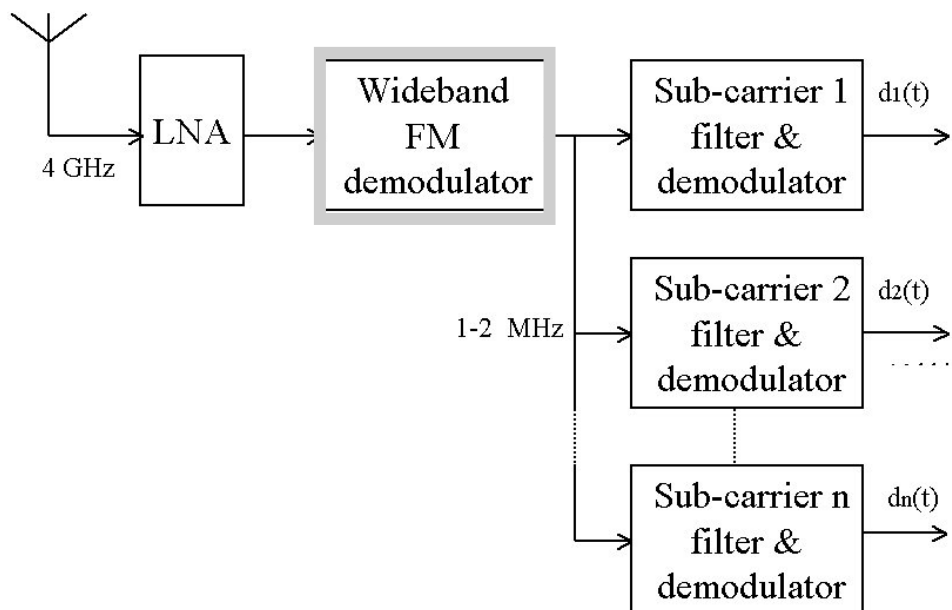 4 GHz
LNA
Wideband
FM
demodulator
Sub-carrier 1
filter &
demodulator
d1(t)
1-2 MHz
Sub-carrier 2
filter &
demodulator
d2(t)
.....
Sub-carrier n
filter &
demodulator
dn(t)